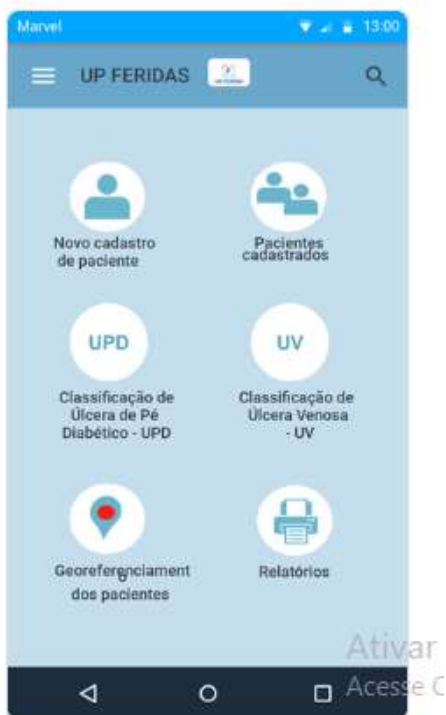 Marvel 13:00
UP FERIDAS
Novo cadastro
de paciente
Pacientes
cadastrados
UPD
UV
Classificação de
Úlcera de Pé
Diabético - UPD
Classificação de
Úlcera Venosa
- UV
Georeferenciament
o
dos pacientes
Relatórios
Ativar
Acesse C